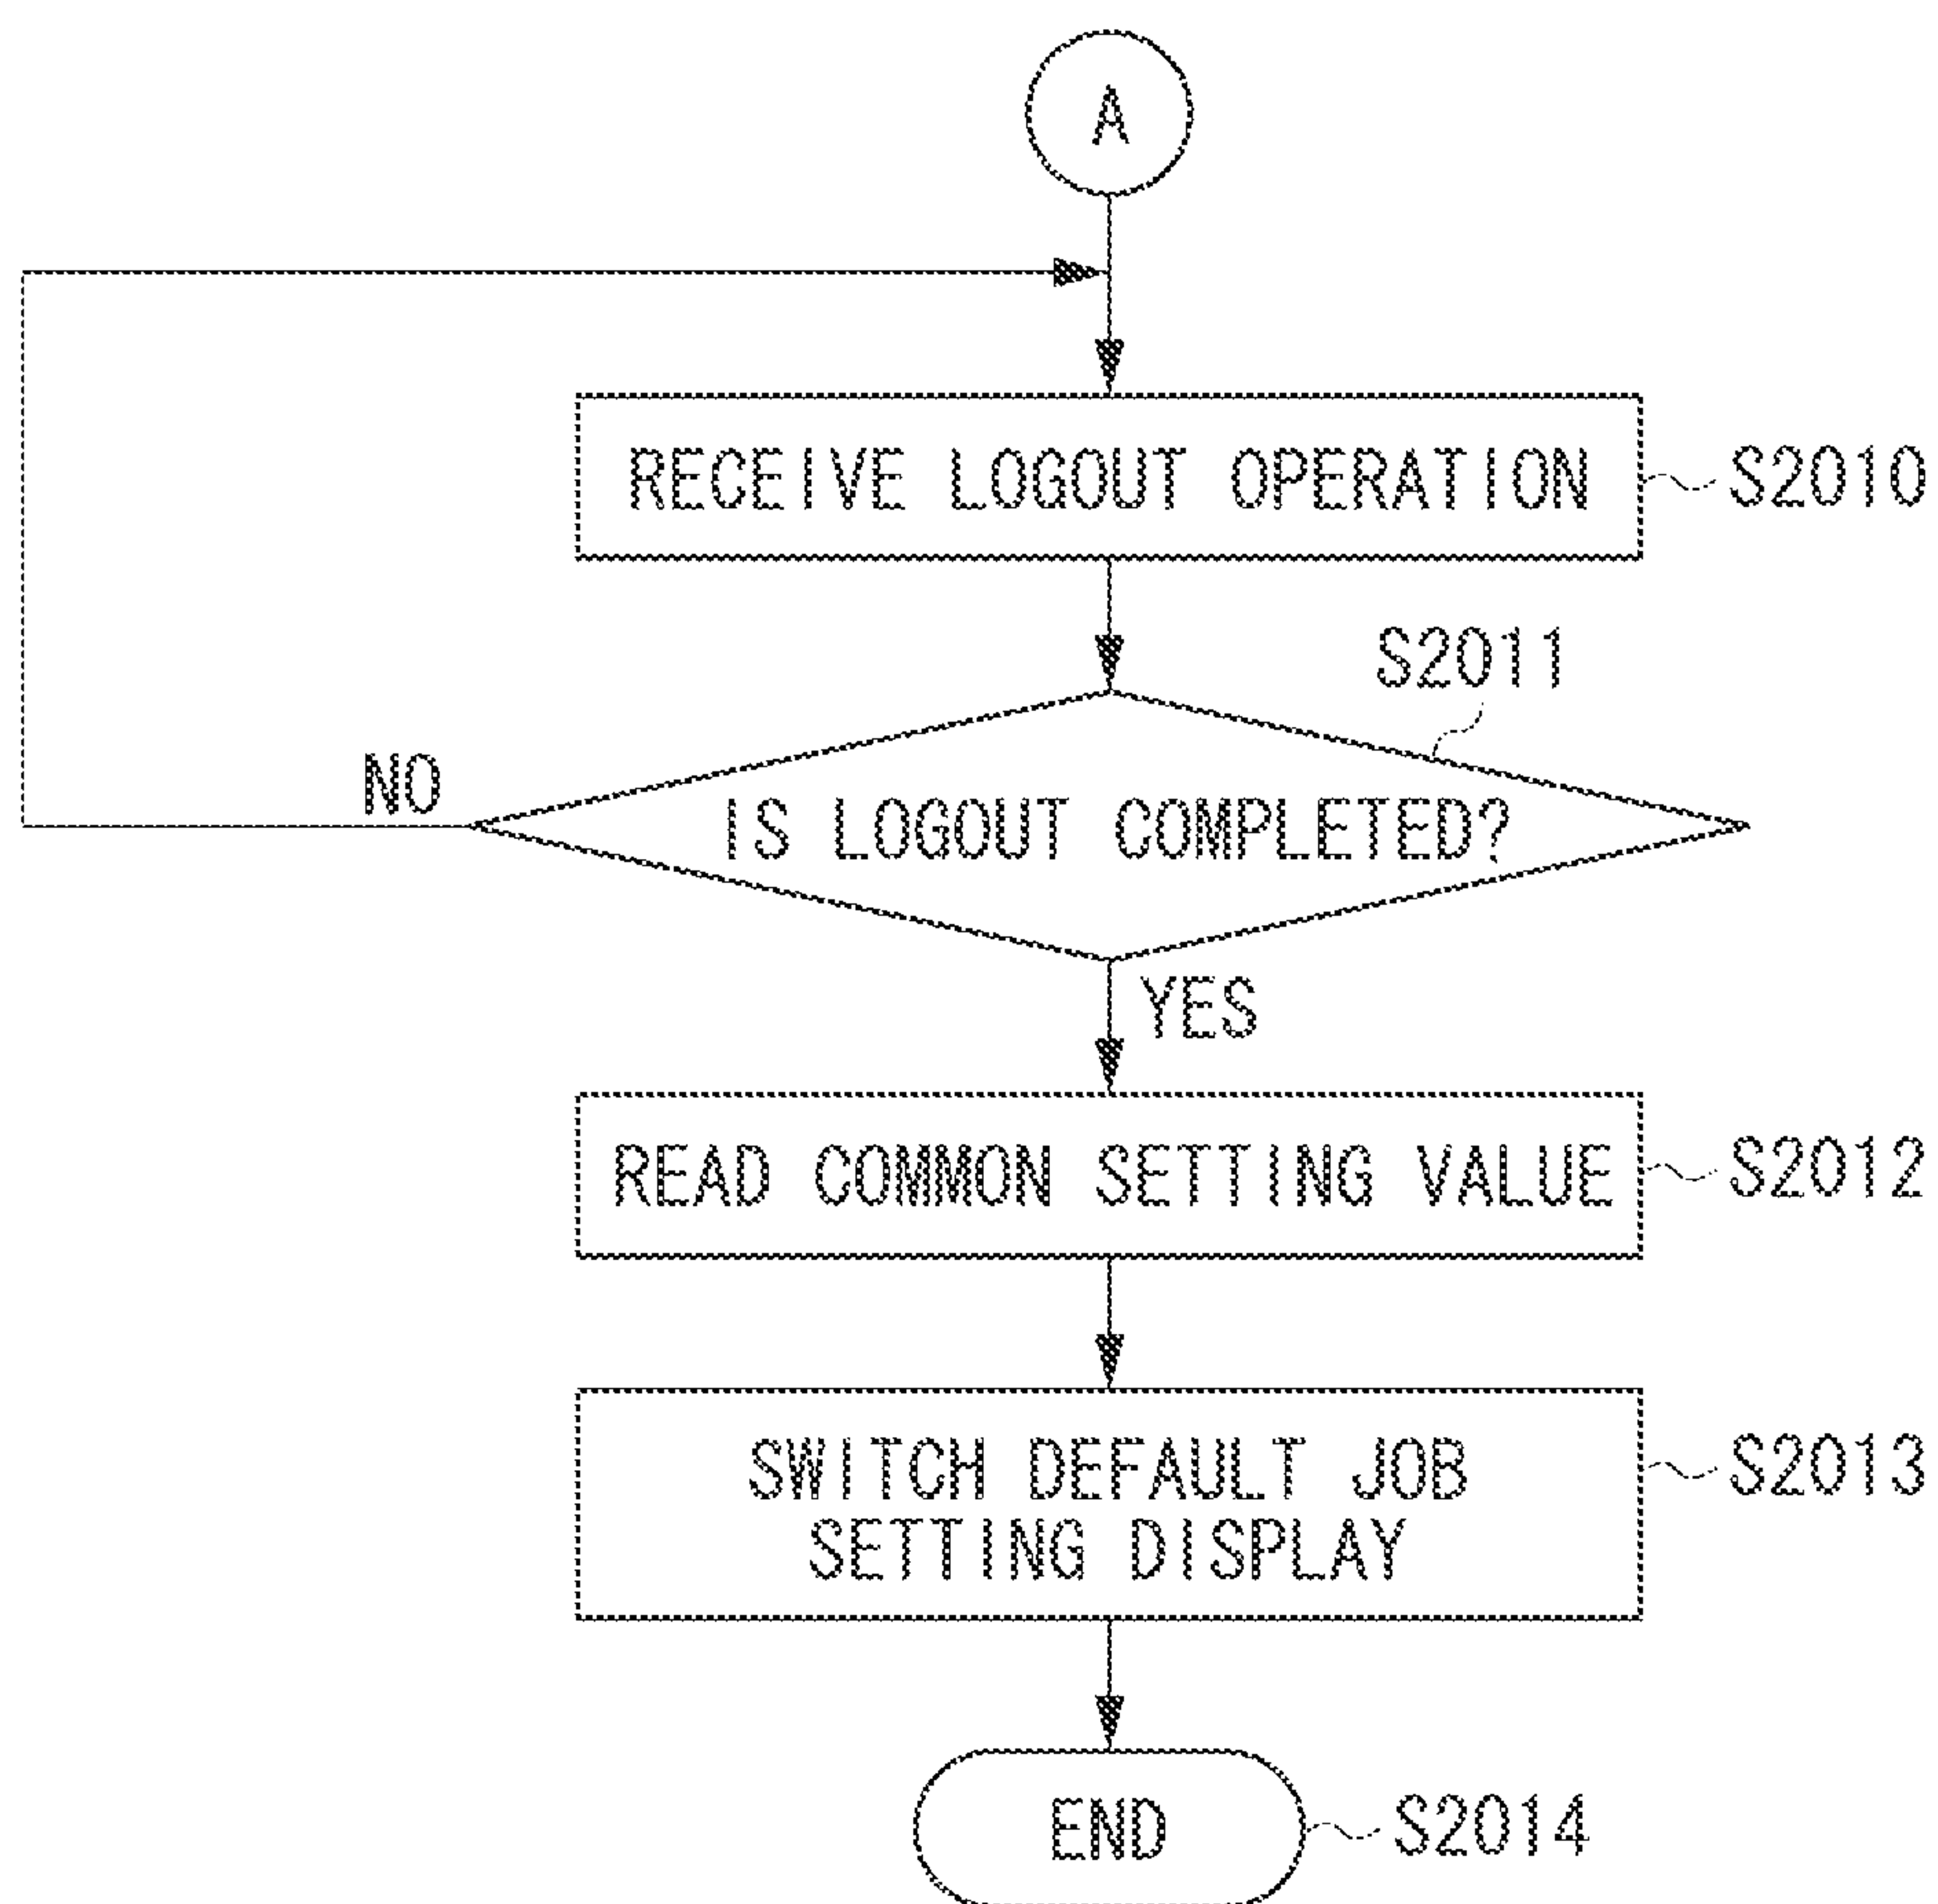 A
RECEIVE LOGOUT OPERATION
S2010
S2011
NO
IS LOGOUT COMPLETED?
YES
READ COMMON SETTING VALUE
S2012
SWITCH DEFAULT JOB
SETTING DISPLAY
S2013
END
S2014